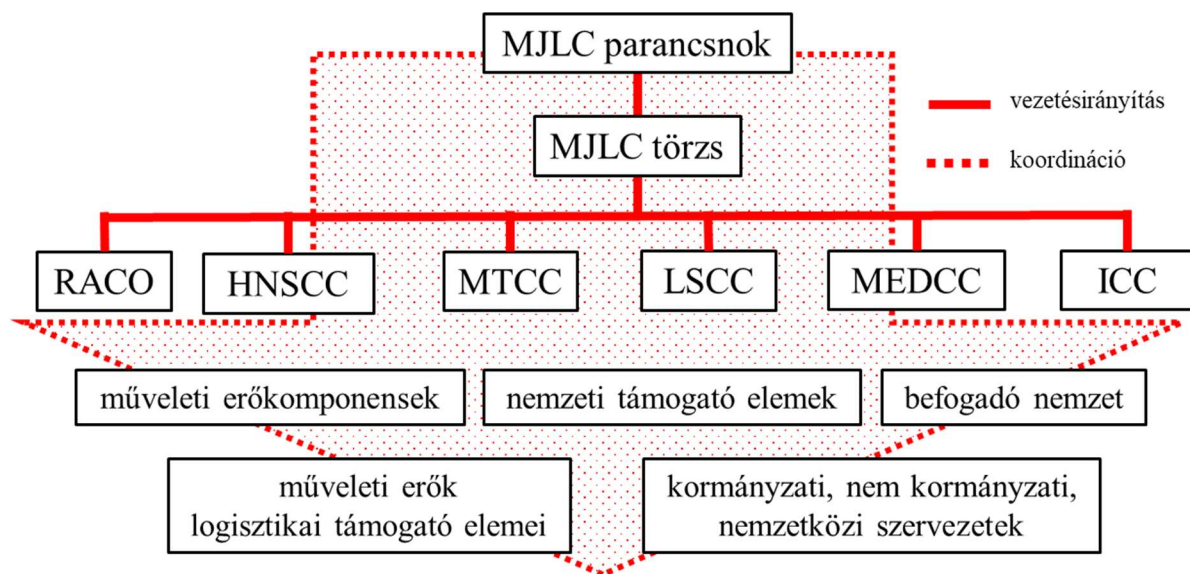 MJLC parancsnok
vezetésirányítás
MJLC törzs
koordináció
RACO
HNSCC
MTCC
LSCC
MEDCC
ICC
műveleti erőkomponensek
nemzeti támogató elemek
befogadó nemzet
műveleti erők
logisztikai támogató elemei
kormányzati, nem kormányzati,
nemzetközi szervezetek